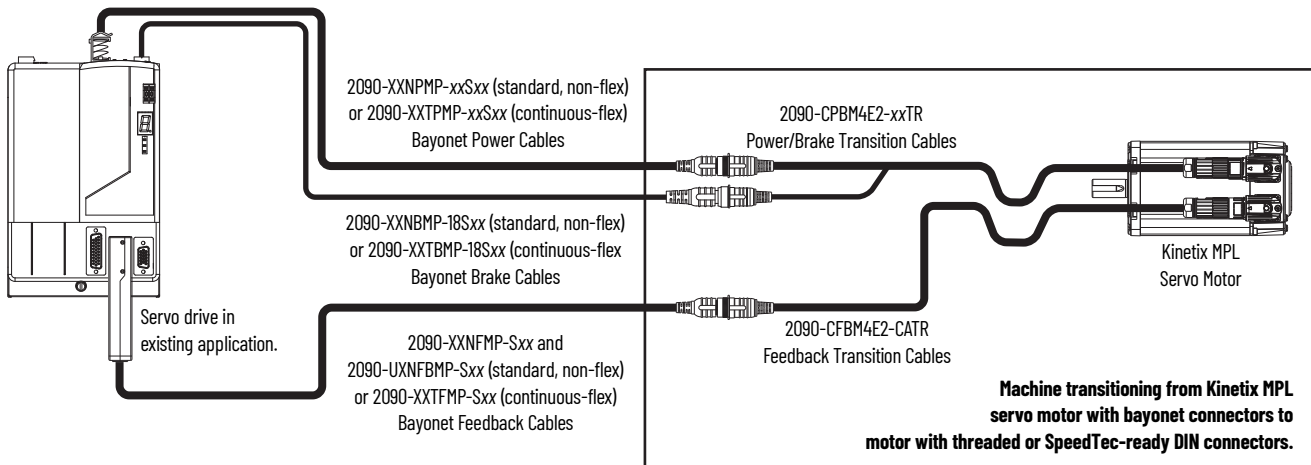 2090-XXNPMP-xxSxx (standard, non-flex)
or 2090-XXTPMP-xxSxx (continuous-flex)
Bayonet Power Cables
2090-CPBM4E2-xxTR
Power/Brake Transition Cables
2090-XXNBMP-18Sxx (standard, non-flex)
or 2090-XXTBMP-18Sxx (continuous-flex
Bayonet Brake Cables
Kinetix MPL
Servo Motor
Servo drive in
existing application.
2090-XXNFMP-Sxx and
2090-UXNFBMP-Sxx (standard, non-flex)
or 2090-XXTFMP-Sxx (continuous-flex)
Bayonet Feedback Cables
2090-CFBM4E2-CATR
Feedback Transition Cables
Machine transitioning from Kinetix MPL
servo motor with bayonet connectors to
motor with threaded or SpeedTec-ready DIN connectors.